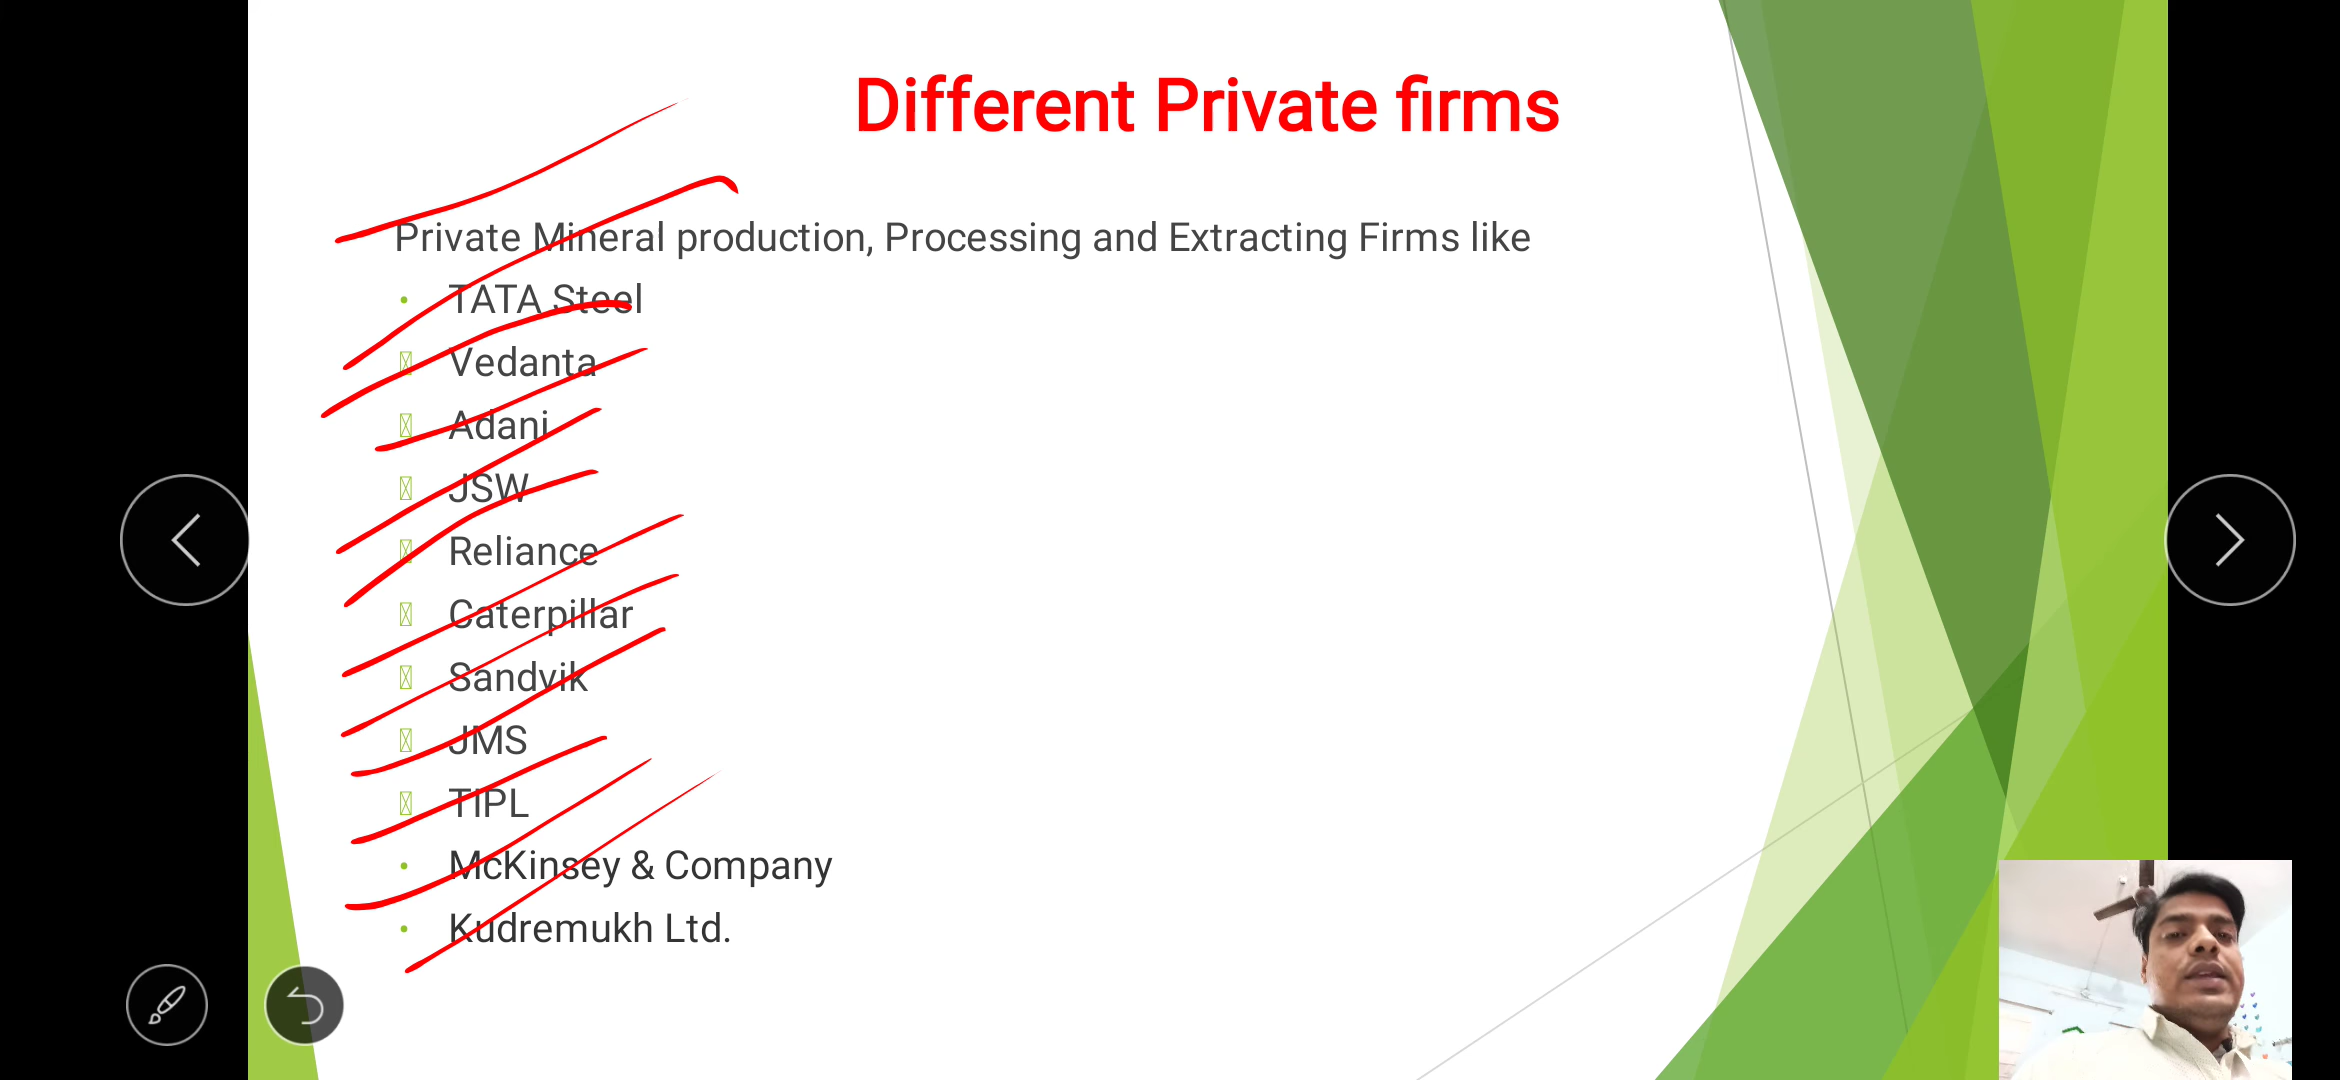 Different Private firms
Private Mineral production, Processing and Extracting Firms like
• TATA Steel
Vedanta
Adani
JSW
Reliance
Caterpillar
Sandvik
JMS
TIPL
• McKinsey & Company
• Kudremukh Ltd.